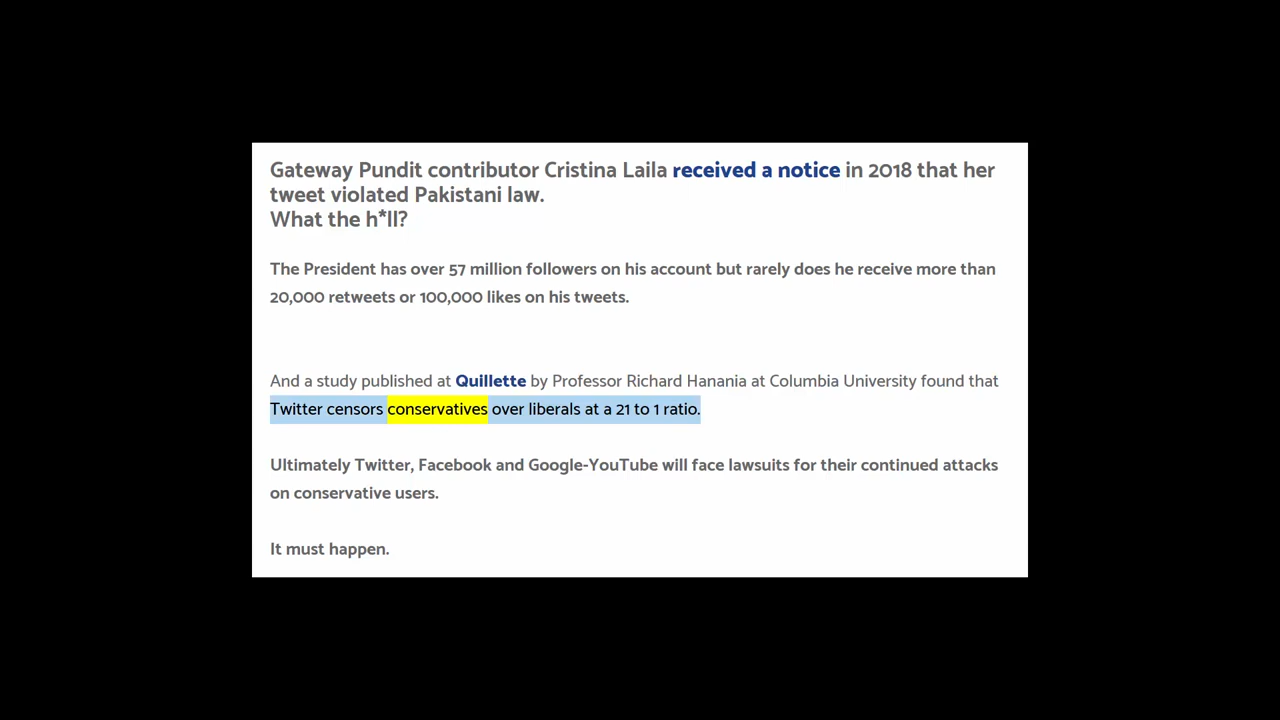 Gateway Pundit contributor Cristina Laila received a notice in 2018 that her
tweet violated Pakistani law.
What the h*ll?
The President has over 57 million followers on his account but rarely does he receive more than
20,000 retweets or 100,000 likes on his tweets.
And a study published at Quillette by Professor Richard Hanania at Columbia University found that
Twitter censors conservatives over liberals at a 21 to 1 ratio.
Ultimately Twitter, Facebook and Google-YouTube will face lawsuits for their continued attacks
on conservative users.
It must happen.